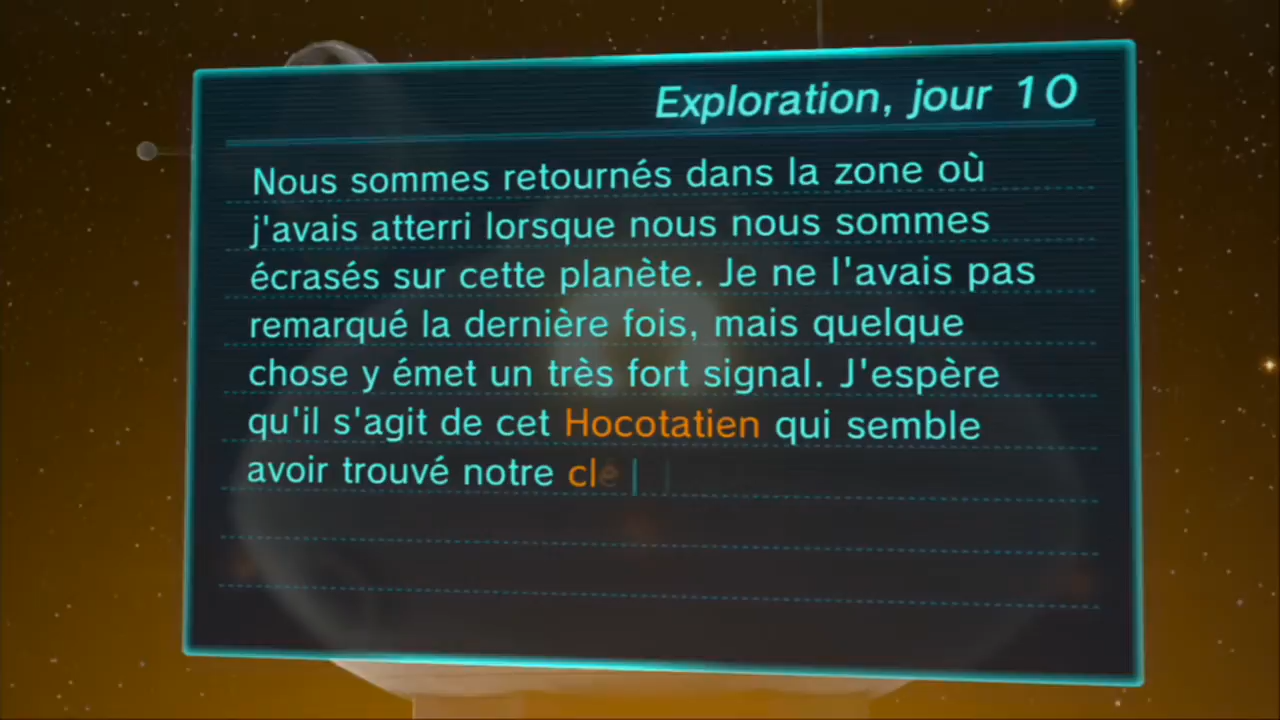 Exploration, jour 10
Nous sommes retournés dans la zone où
j'avais atterri lorsque nous nous sommes
écrasés sur cette planète. Je ne l'avais pas
remarqué la dernière fois, mais quelque
chose y émet un très fort signal. J'espère
qu'il s'agit de cet Hocotatien qui semble
avoir trouvé notre clé